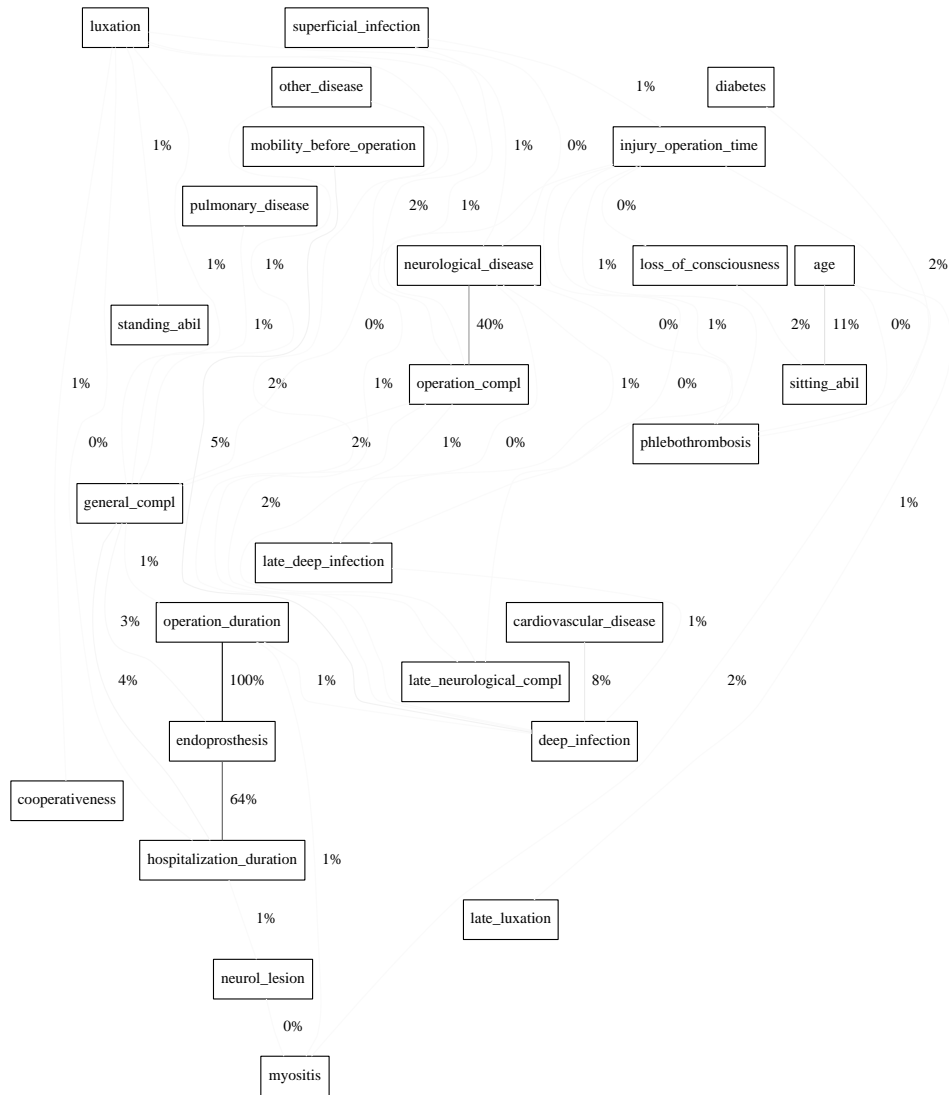 luxation superficial_infection
other_disease 1% diabetes
1% mobility_before_operation 1% 0% injury_operation_time
pulmonary_disease 2% 1% 0%
1% 1% neurological_disease 1% loss_of_consciousness age 2%
standing_abil 1% 0% 40% 0% 1% 2% 11% 0%
1% 2% 1% operation_compl 1% 0% sitting_abil
0% 5% 2% 1% 0% phlebothrombosis
general_compl 2% 1%
1% late_deep_infection
3% operation_duration cardiovascular_disease 1%
4% 100% 1% late_neurological_compl 8% 2%
endoprosthesis deep_infection
cooperativeness 64%
hospitalization_duration 1%
1% late_luxation
neurol_lesion
0%
myositis